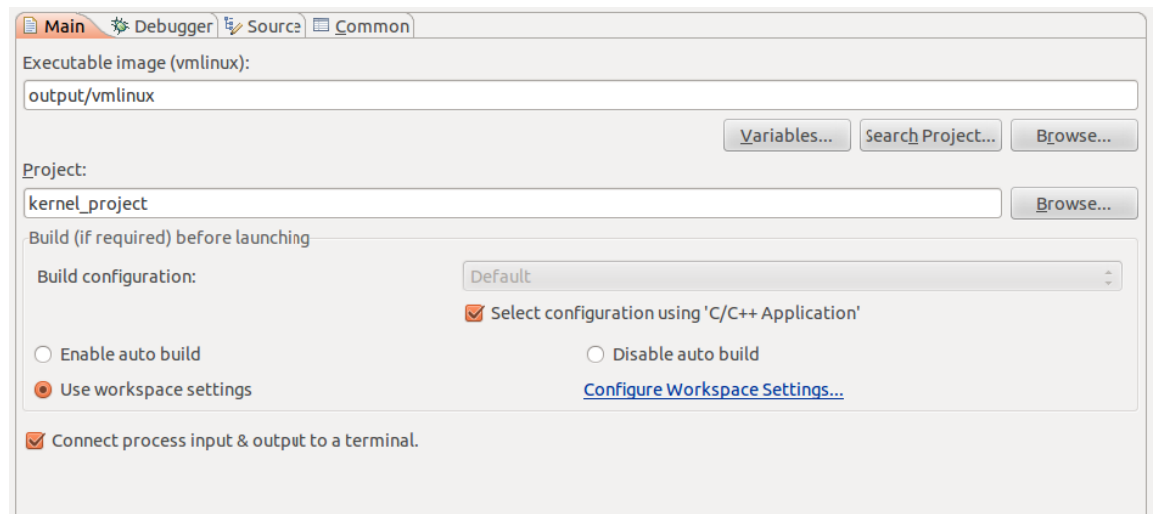 Main Debugger Source Common
Executable image (vmlinux):
output/vmlinux
Variables... Search Project... Browse...
Project:
kernel_project Browse...
Build (if required) before launching
Build configuration: Default
Select configuration using 'C/C++ Application'
Enable auto build Disable auto build
Use workspace settings Configure Workspace Settings...
Connect process input & output to a terminal.